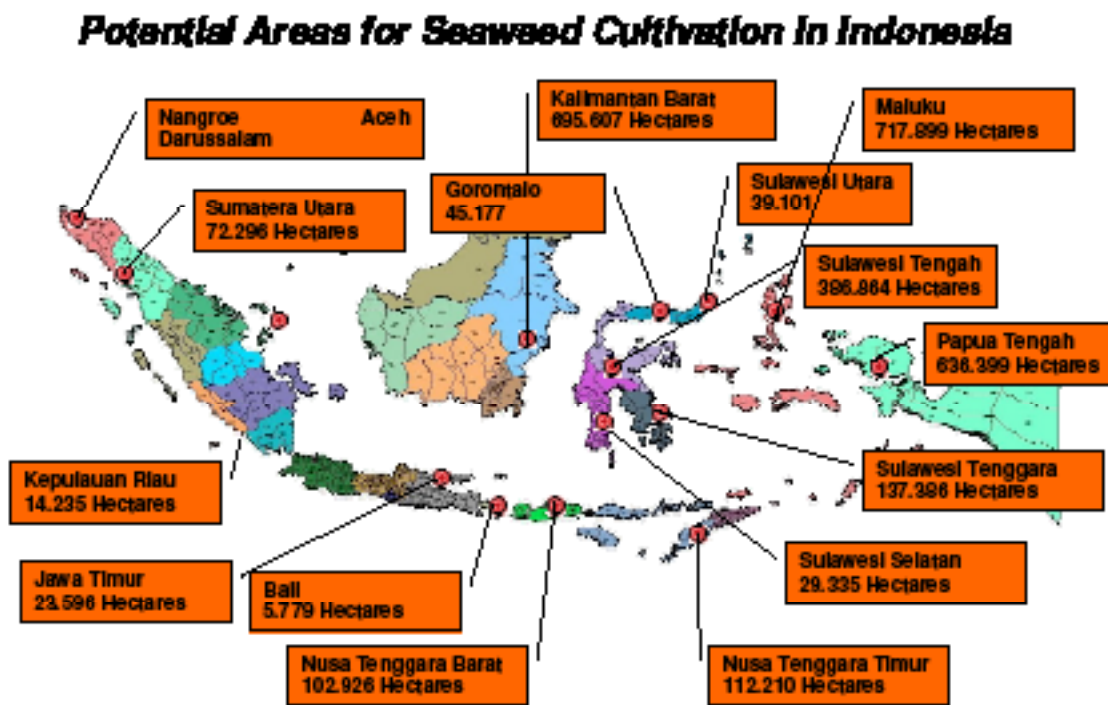 Potential Areas for Seaweed Cultivation in Indonesia
Nangroe Aceh
Darussalam
Kalimantan Barat
695.607 Hectares
Maluku
717.899 Hectares
Sumatera Utara
72.296 Hectares
Gorontalo
45.177
Sulawesi Utara
39.101
Sulawesi Tengah
396.864 Hectares
Papua Tengah
636.399 Hectares
Kepulauan Riau
14.235 Hectares
Sulawesi Tenggara
137.386 Hectares
Jawa Timur
23.596 Hectares
Bali
5.779 Hectares
Sulawesi Selatan
29.335 Hectares
Nusa Tenggara Barat
102.926 Hectares
Nusa Tenggara Timur
112.210 Hectares